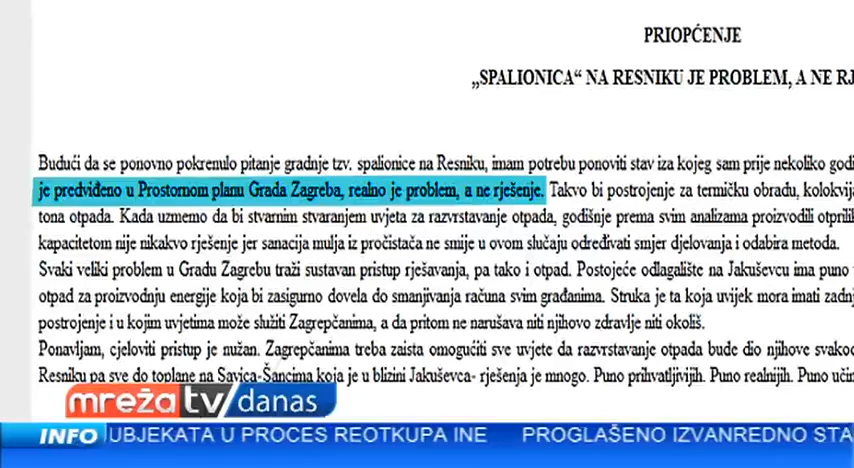 PRIOPĆENJE
„SPALIONICA“ NA RESNIKU JE PROBLEM, A NE
Budući da se ponovno pokrenulo pitanje gradnje tzv. spalionice na Resniku, imam potrebu ponoviti stav iza kojeg sam prije nekoliko
je predviđeno u Prostornom planu Grada Zagreba, realno je problem, a ne rješenje. Takvo bi postrojenje za termičku obradu,
tona otpada. Kada uzmemo da bi stvarnim stvaranjem uvjeta za razvrstavanje otpada, godišnje prema svim analizama proizvodili
kapacitetom nije nikakvo rješenje jer sanacija mulja iz pročistača ne smije u ovom slučaju određivati smjer djelovanja i odabira metoda.
Svaki veliki problem u Gradu Zagrebu traži sustavan pristup rješavanja, pa tako i otpad. Postojeće odlagalište na Jakuševcu ima puno
otpad za proizvodnju energije koja bi zasigurno dovela do smanjivanja računa svim građanima. Struka je ta koja uvijek mora imati
postrojenje i u kojim uvjetima može služiti Zagrepčanima, a da pritom ne narušava niti njihovo zdravlje niti okoliš.
Ponavljam, cjeloviti pristup je nužan. Zagrepčanima treba zaista omogućiti sve uvjete da razvrstavanje otpada bude dio njihove
Resniku pa sve do toplane na Savica-Šancima koja je u blizini Jakuševca- rješenja je mnogo. Puno prihvatljivijih. Puno realnijih. Puno
mreža tv danas
INFO UBJEKATA U PROCES REOTKUPA INE PROGLAŠENO IZVANREDNO